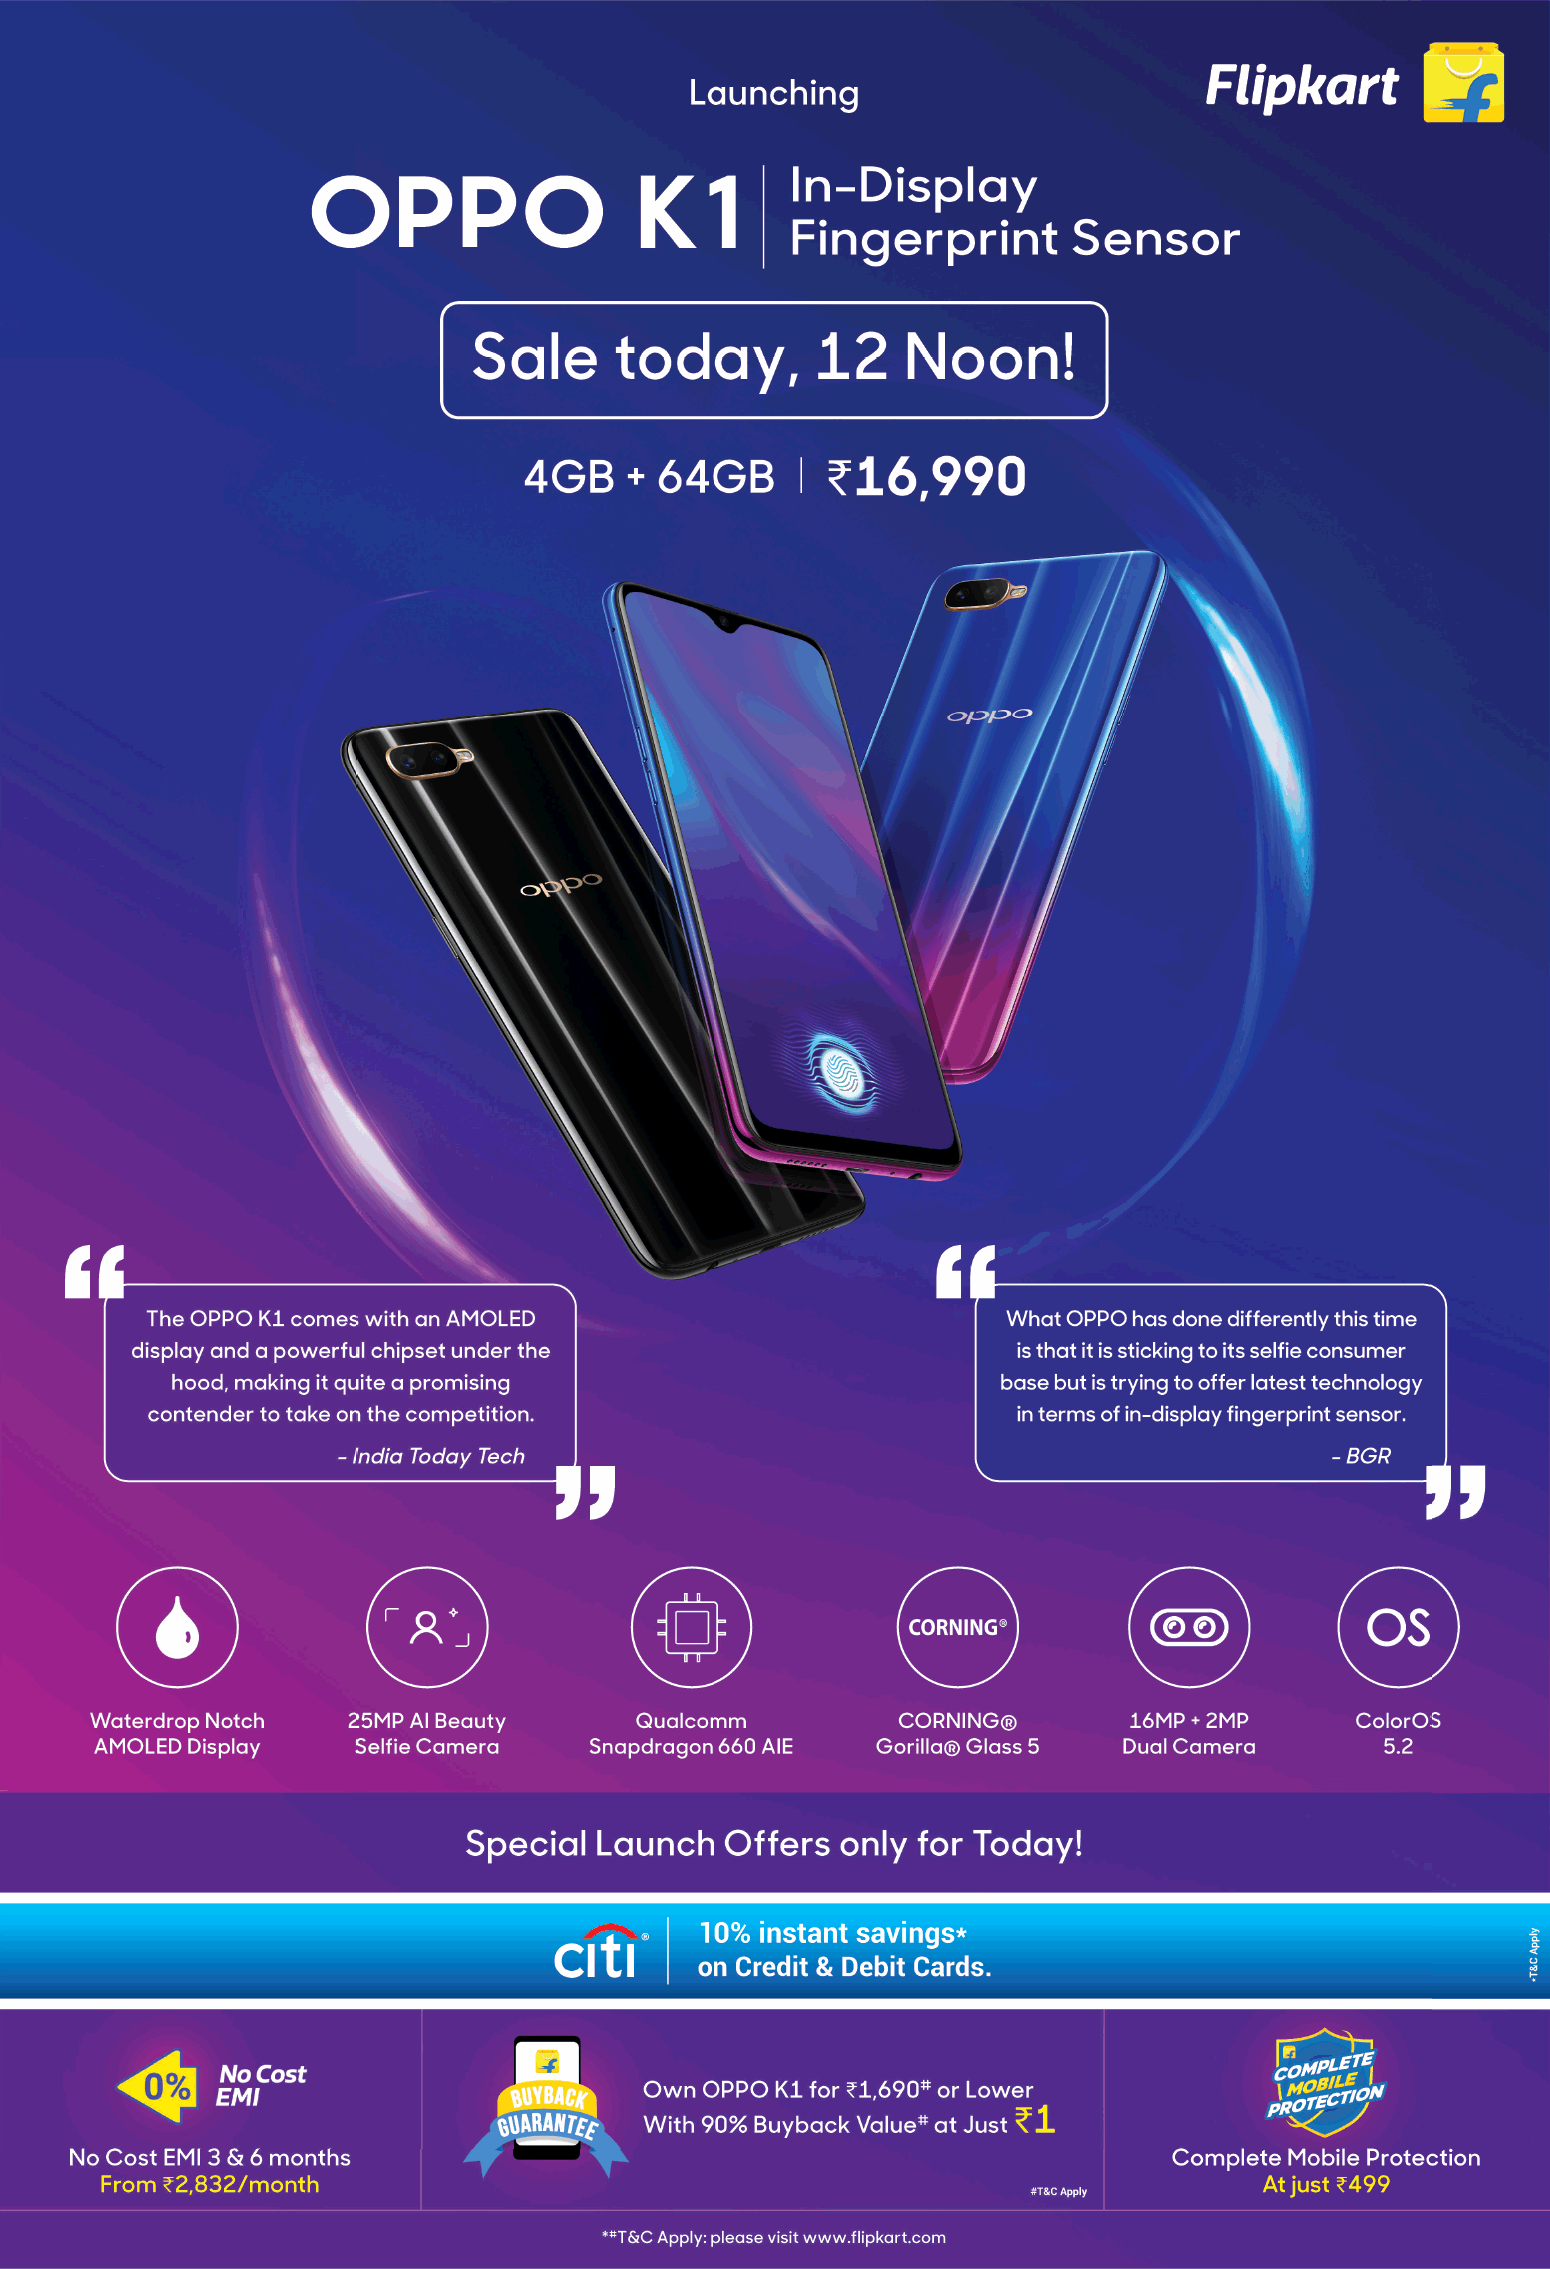 Launching
Flipkart
OPPO K1
In-Display
Fingerprint Sensor
Sale today, 12 Noon!
4GB + 64GB | ₹16,990
oppo
oppo
The OPPO K1 comes with an AMOLED
display and a powerful chipset under the
hood, making it quite a promising
contender to take on the competition.
- India Today Tech
What OPPO has done differently this time
is that it is sticking to its selfie consumer
base but is trying to offer latest technology
in terms of in-display fingerprint sensor.
- BGR
CORNING®
OS
Waterdrop Notch
AMOLED Display
25MP AI Beauty
Selfie Camera
Qualcomm
Snapdragon 660 AIE
CORNING®
Gorilla® Glass 5
16MP + 2MP
Dual Camera
ColorOS
5.2
Special Launch Offers only for Today!
citi®
10% instant savings*
on Credit & Debit Cards.
*T&C Apply
0%
No Cost
EMI
No Cost EMI 3 & 6 months
From ₹2,832/month
BUYBACK
GUARANTEE
Own OPPO K1 for ₹1,690# or Lower
With 90% Buyback Value# at Just ₹1
#T&C Apply
COMPLETE
MOBILE
PROTECTION
Complete Mobile Protection
At just ₹499
*#T&C Apply: please visit www.flipkart.com